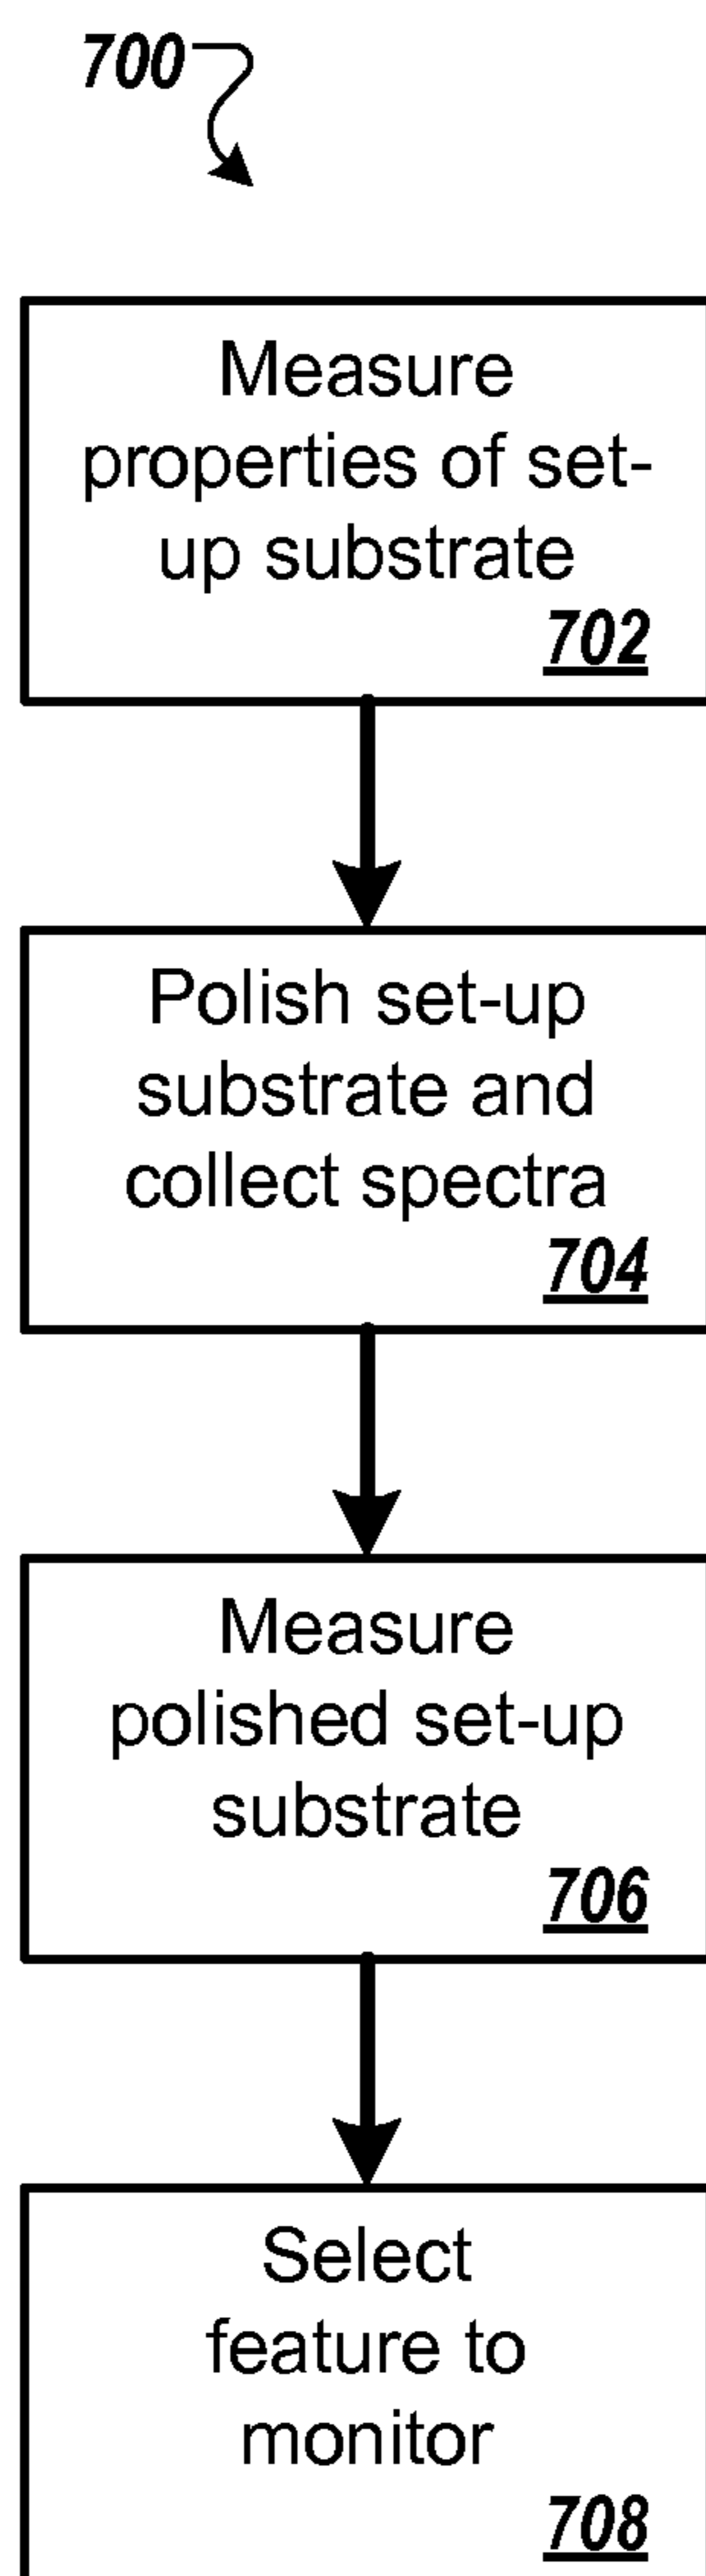 700
Measure
properties of set-
up substrate
702
Polish set-up
substrate and
collect spectra
704
Measure
polished set-up
substrate
706
Select
feature to
monitor
708